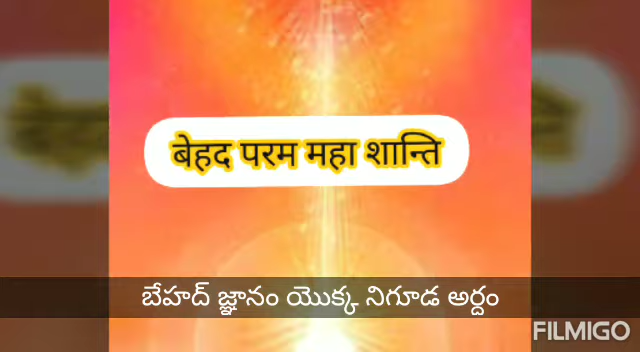 बेहद परम महा शान्ति
బేహద్ జ్ఞానం యొక్క నిగూడ అర్దం
FILMIGO